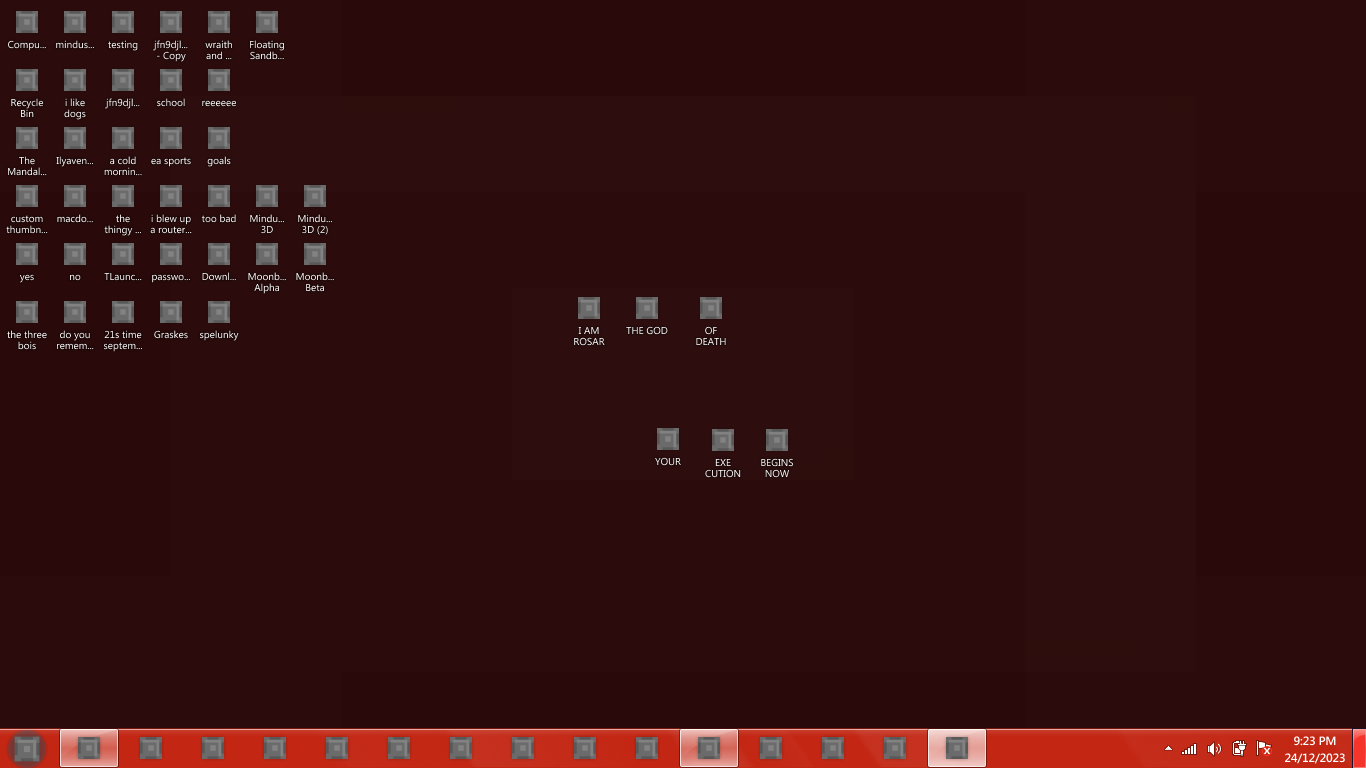 Compu...
mindus...
testing
jfn9djl...
- Copy
wraith
and ...
Floating
Sandb...
Recycle
Bin
i like
dogs
jfn9djl...
school
reeeeee
The
Mandal...
Ilyaven...
a cold
mornin...
ea sports
goals
custom
thumbn...
macdo...
the
thingy ...
i blew up
a router...
too bad
Mindu...
3D
Mindu...
3D (2)
yes
no
TLaunc...
passwo...
Downl...
Moonb...
Alpha
Moonb...
Beta
the three
bois
do you
remem...
21s time
septem...
Graskes
spelunky
I AM
ROSAR
THE GOD
OF
DEATH
YOUR
EXE
CUTION
BEGINS
NOW
9:23 PM
24/12/2023